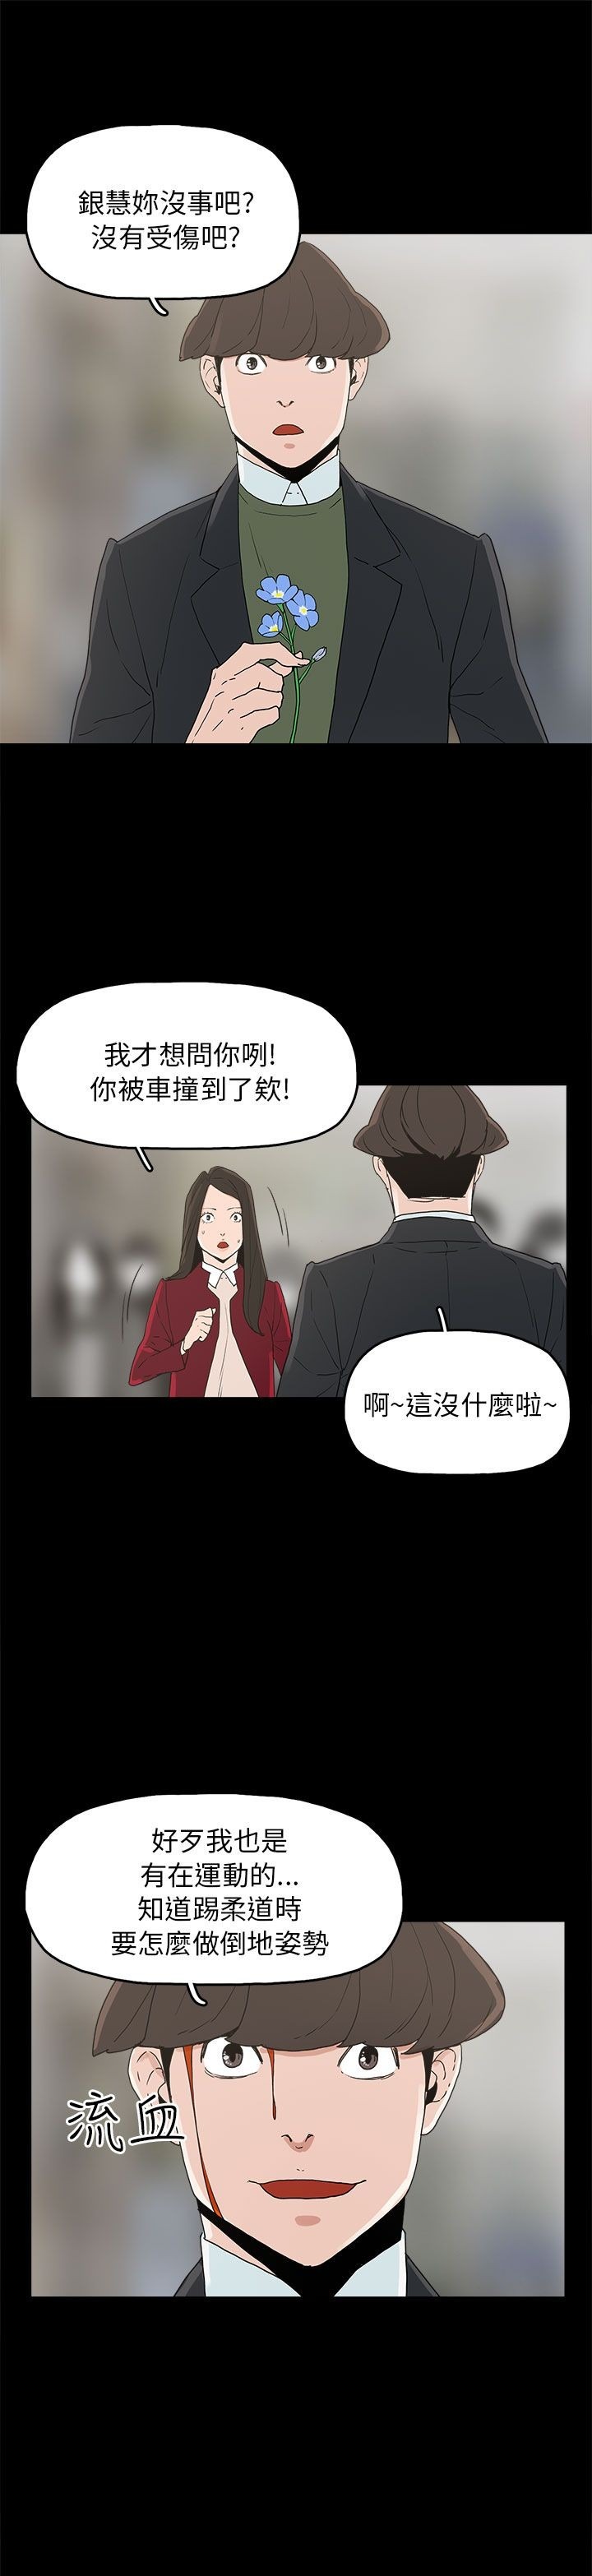 銀慧妳沒事吧?
沒有受傷吧?
我才想問你咧!
你被車撞到了欸!
啊~這沒什麼啦~
好歹我也是
有在運動的...
知道踢柔道時
要怎麼做倒地姿勢
流血